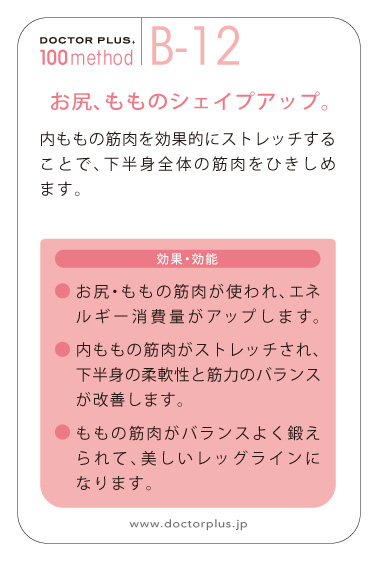 DOCTOR PLUS.
100method
B-12
お尻、もものシェイプアップ。
内ももの筋肉を効果的にストレッチする
ことで、下半身全体の筋肉をひきしめ
ます。
効果・効能
● お尻・ももの筋肉が使われ、エネ
ルギー消費量がアップします。
● 内ももの筋肉がストレッチされ、
下半身の柔軟性と筋力のバランス
が改善します。
● ももの筋肉がバランスよく鍛え
られて、美しいレッグラインに
なります。
www.doctorplus.jp